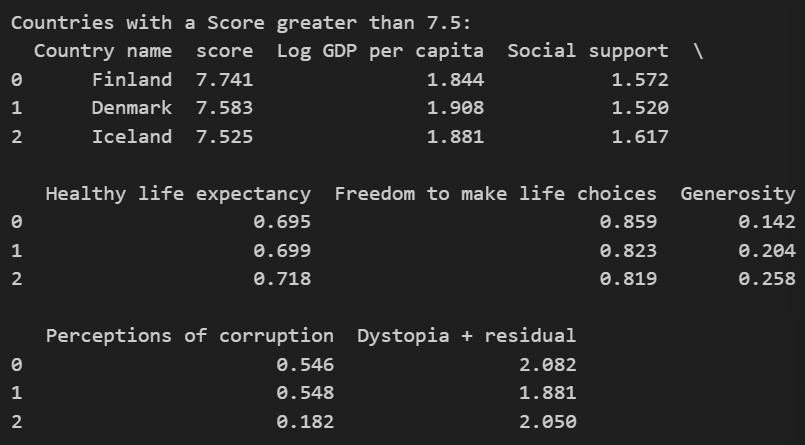 Countries with a Score greater than 7.5:
  Country name  score  Log GDP per capita  Social support  \
0      Finland  7.741               1.844           1.572
1      Denmark  7.583               1.908           1.520
2      Iceland  7.525               1.881           1.617

   Healthy life expectancy  Freedom to make life choices  Generosity
0                    0.695                         0.859       0.142
1                    0.699                         0.823       0.204
2                    0.718                         0.819       0.258

   Perceptions of corruption  Dystopia + residual
0                      0.546                2.082
1                      0.548                1.881
2                      0.182                2.050